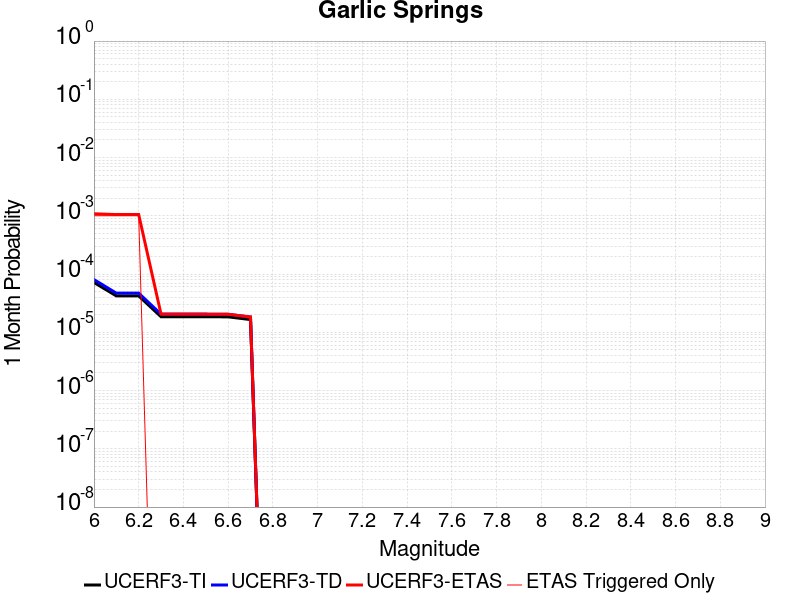 Garlic Springs
1 Month Probability
10^0
10^-1
10^-2
10^-3
10^-4
10^-5
10^-6
10^-7
10^-8
6 6.2 6.4 6.6 6.8 7 7.2 7.4 7.6 7.8 8 8.2 8.4 8.6 8.8 9
Magnitude
UCERF3-TI UCERF3-TD UCERF3-ETAS ETAS Triggered Only